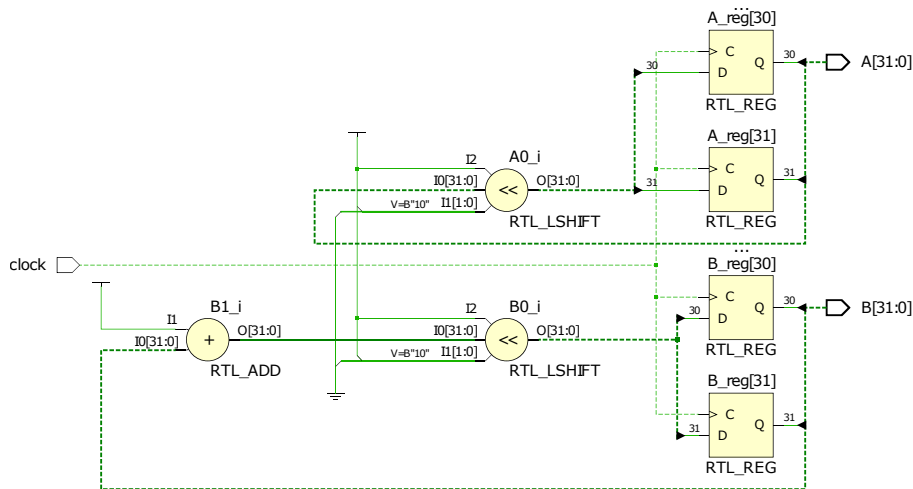 ...
A_reg[30]
C
D
Q
30
30
RTL_REG
A[31:0]
A_reg[31]
C
D
Q
31
31
RTL_REG
A0_i
I2
I0[31:0]
V=B"10"
I1[1:0]
<<
O[31:0]
RTL_LSHIFT
clock
...
B_reg[30]
C
D
Q
30
30
RTL_REG
B[31:0]
B1_i
I1
I0[31:0]
+
O[31:0]
RTL_ADD
B0_i
I2
I0[31:0]
V=B"10"
I1[1:0]
<<
O[31:0]
RTL_LSHIFT
B_reg[31]
C
D
Q
31
31
RTL_REG